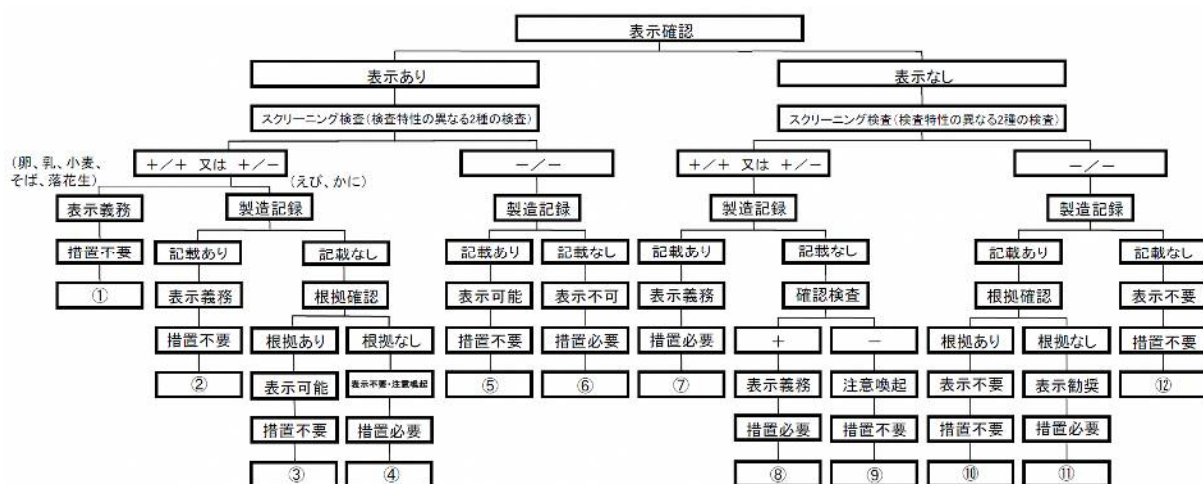 表示確認
表示あり
表示なし
スクリーニング検査(検査特性の異なる2種の検査)
スクリーニング検査(検査特性の異なる2種の検査)
(卵、乳、小麦、
そば、落花生)
+/+ 又は +/-
(えび、かに)
-/-
+/+ 又は +/-
-/-
表示義務
製造記録
製造記録
製造記録
製造記録
措置不要
記載あり
記載なし
記載あり
記載なし
記載あり
記載なし
記載あり
記載なし
①
表示義務
根拠確認
表示可能
表示不可
表示義務
確認検査
根拠確認
表示不要
措置不要
根拠あり
根拠なし
措置不要
措置必要
措置必要
+
-
根拠あり
根拠なし
措置不要
②
表示可能
表示不要・注意喚起
⑤
⑥
⑦
表示義務
注意喚起
表示不要
表示勧奨
⑫
措置不要
措置必要
措置必要
措置不要
措置不要
措置必要
③
④
⑧
⑨
⑩
⑪